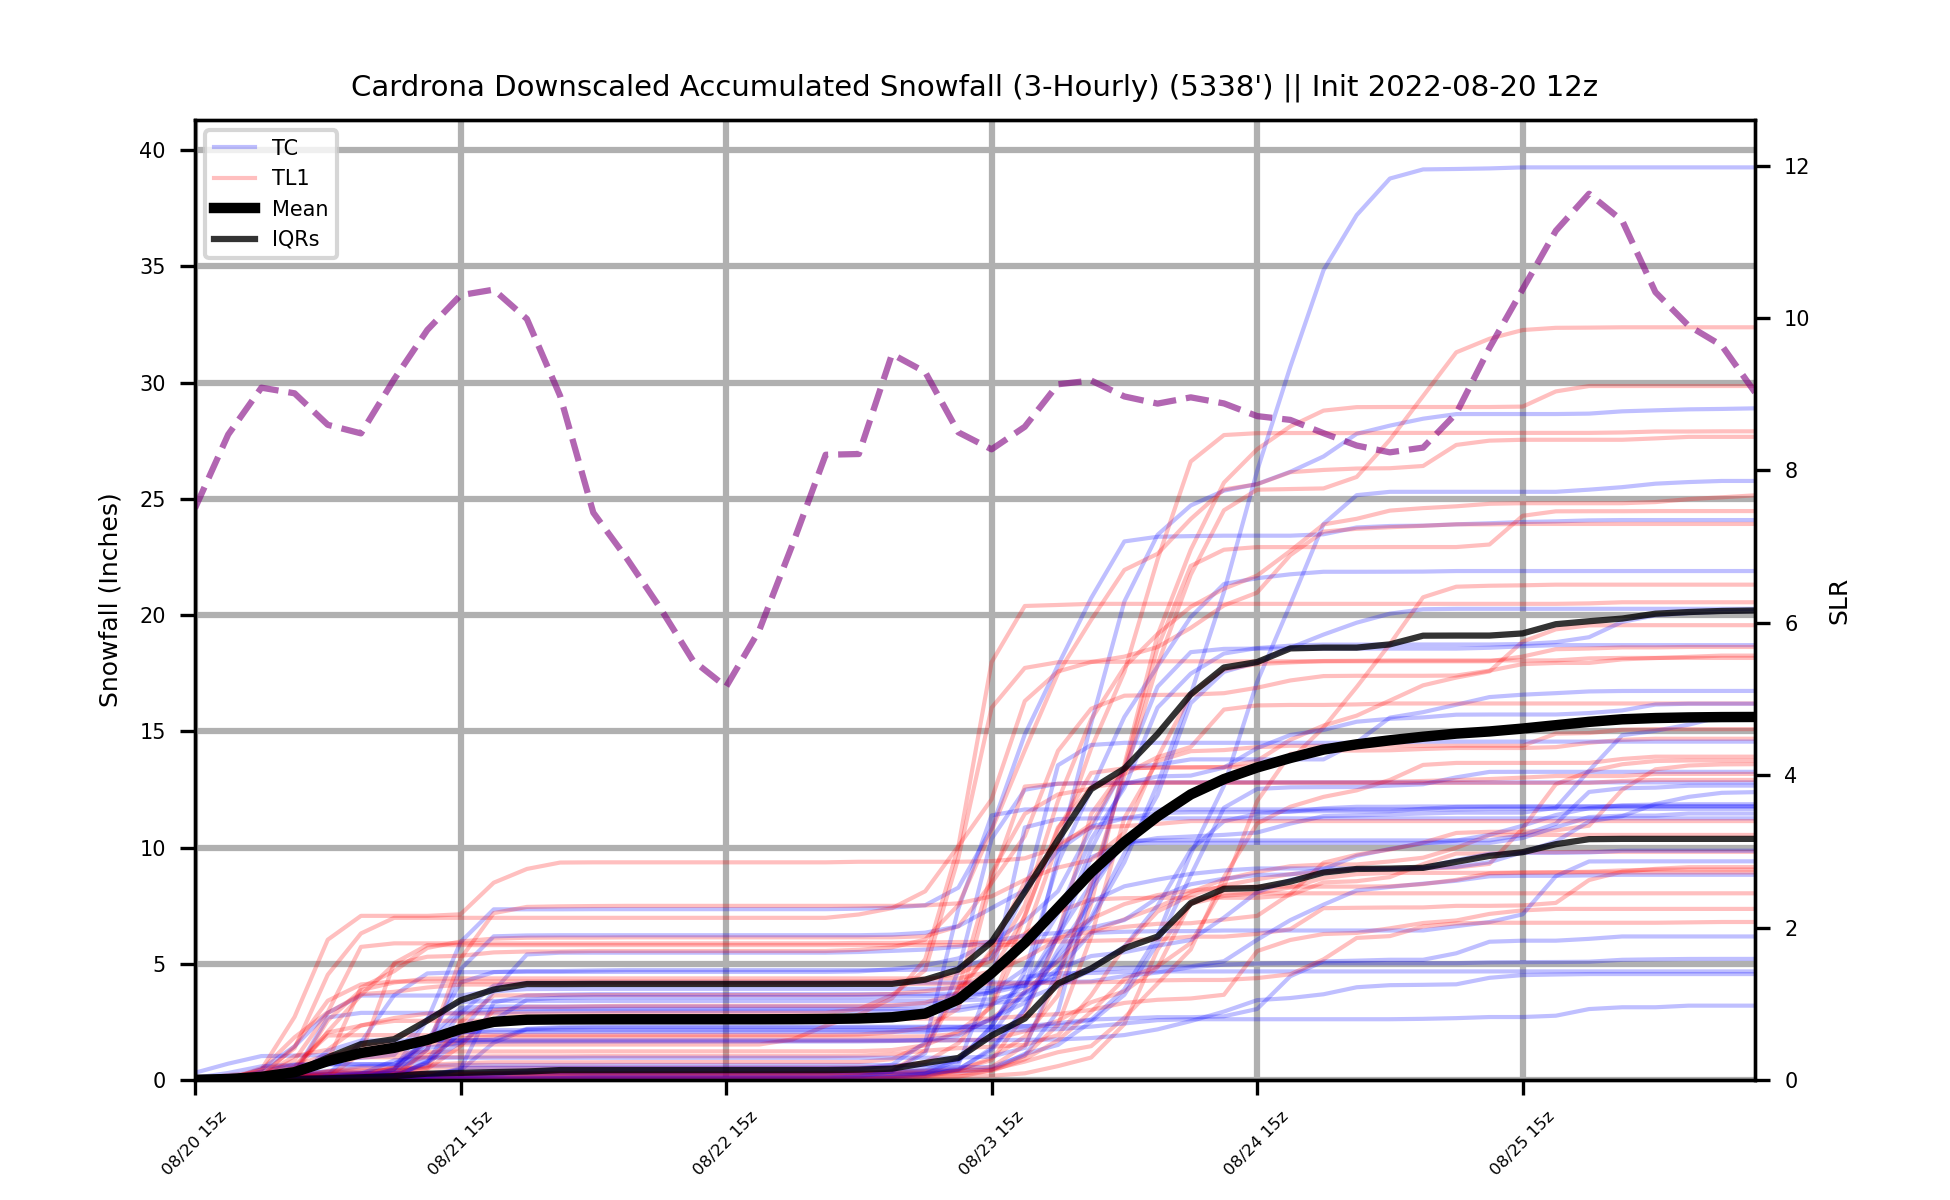 Cardrona Downscaled Accumulated Snowfall (3-Hourly) (5338') || Init 2022-08-20 12z
TC
TL1
Mean
IQRs
40
35
30
25
20
15
10
5
0
Snowfall (Inches)
12
10
8
6
4
2
0
SLR
08/20 15z
08/21 15z
08/22 15z
08/23 15z
08/24 15z
08/25 15z